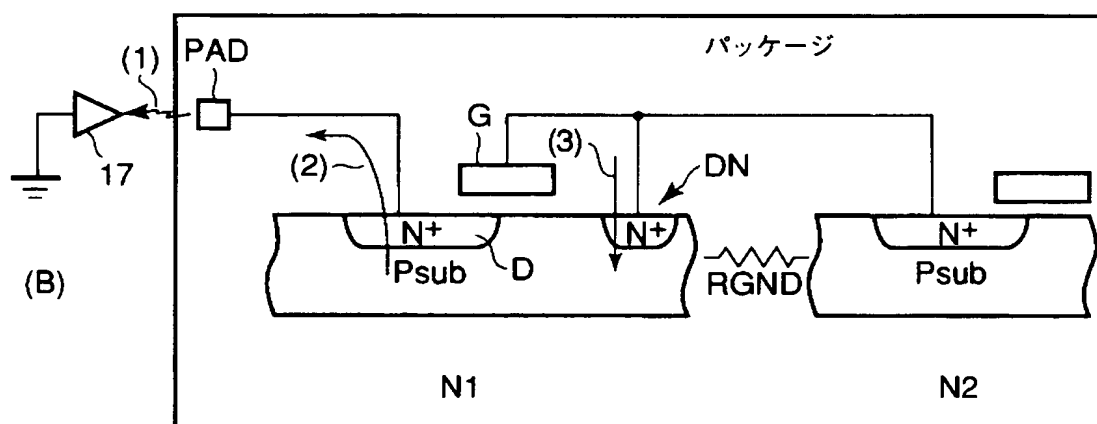 パッケージ
(1)
PAD
17
(2)
G
(3)
DN
N+
D
N+
N+
Psub
RGND
Psub
(B)
N1
N2